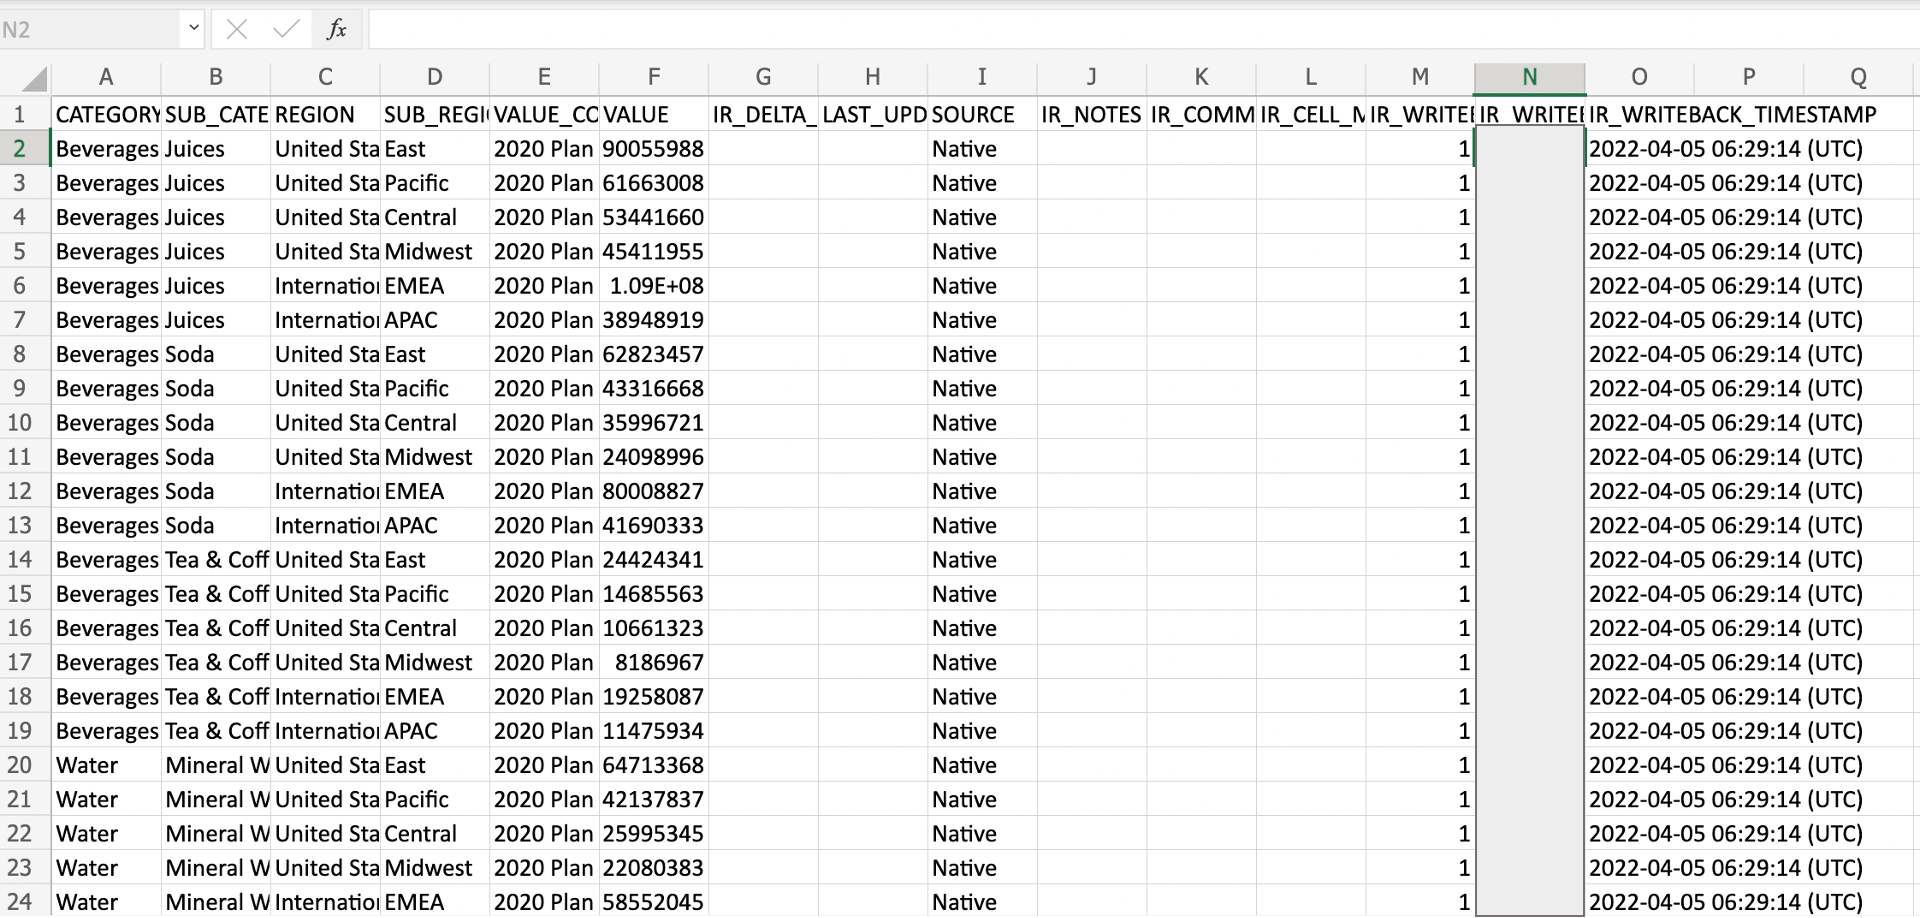 N2 fx
A B C D E F G H I J K L M N O P Q
1 CATEGORY SUB_CATE REGION SUB_REGI VALUE_CO VALUE IR_DELTA_ LAST_UPD SOURCE IR_NOTES IR_COMM IR_CELL_M IR_WRITEE IR_WRITEE IR_WRITEBACK_TIMESTAMP
2 Beverages Juices United Sta East 2020 Plan 90055988 Native 1 2022-04-05 06:29:14 (UTC)
3 Beverages Juices United Sta Pacific 2020 Plan 61663008 Native 1 2022-04-05 06:29:14 (UTC)
4 Beverages Juices United Sta Central 2020 Plan 53441660 Native 1 2022-04-05 06:29:14 (UTC)
5 Beverages Juices United Sta Midwest 2020 Plan 45411955 Native 1 2022-04-05 06:29:14 (UTC)
6 Beverages Juices Internatio EMEA 2020 Plan 1.09E+08 Native 1 2022-04-05 06:29:14 (UTC)
7 Beverages Juices Internatio APAC 2020 Plan 38948919 Native 1 2022-04-05 06:29:14 (UTC)
8 Beverages Soda United Sta East 2020 Plan 62823457 Native 1 2022-04-05 06:29:14 (UTC)
9 Beverages Soda United Sta Pacific 2020 Plan 43316668 Native 1 2022-04-05 06:29:14 (UTC)
10 Beverages Soda United Sta Central 2020 Plan 35996721 Native 1 2022-04-05 06:29:14 (UTC)
11 Beverages Soda United Sta Midwest 2020 Plan 24098996 Native 1 2022-04-05 06:29:14 (UTC)
12 Beverages Soda Internatio EMEA 2020 Plan 80008827 Native 1 2022-04-05 06:29:14 (UTC)
13 Beverages Soda Internatio APAC 2020 Plan 41690333 Native 1 2022-04-05 06:29:14 (UTC)
14 Beverages Tea & Coff United Sta East 2020 Plan 24424341 Native 1 2022-04-05 06:29:14 (UTC)
15 Beverages Tea & Coff United Sta Pacific 2020 Plan 14685563 Native 1 2022-04-05 06:29:14 (UTC)
16 Beverages Tea & Coff United Sta Central 2020 Plan 10661323 Native 1 2022-04-05 06:29:14 (UTC)
17 Beverages Tea & Coff United Sta Midwest 2020 Plan 8186967 Native 1 2022-04-05 06:29:14 (UTC)
18 Beverages Tea & Coff Internatio EMEA 2020 Plan 19258087 Native 1 2022-04-05 06:29:14 (UTC)
19 Beverages Tea & Coff Internatio APAC 2020 Plan 11475934 Native 1 2022-04-05 06:29:14 (UTC)
20 Water Mineral W United Sta East 2020 Plan 64713368 Native 1 2022-04-05 06:29:14 (UTC)
21 Water Mineral W United Sta Pacific 2020 Plan 42137837 Native 1 2022-04-05 06:29:14 (UTC)
22 Water Mineral W United Sta Central 2020 Plan 25995345 Native 1 2022-04-05 06:29:14 (UTC)
23 Water Mineral W United Sta Midwest 2020 Plan 22080383 Native 1 2022-04-05 06:29:14 (UTC)
24 Water Mineral W Internatio EMEA 2020 Plan 58552045 Native 1 2022-04-05 06:29:14 (UTC)